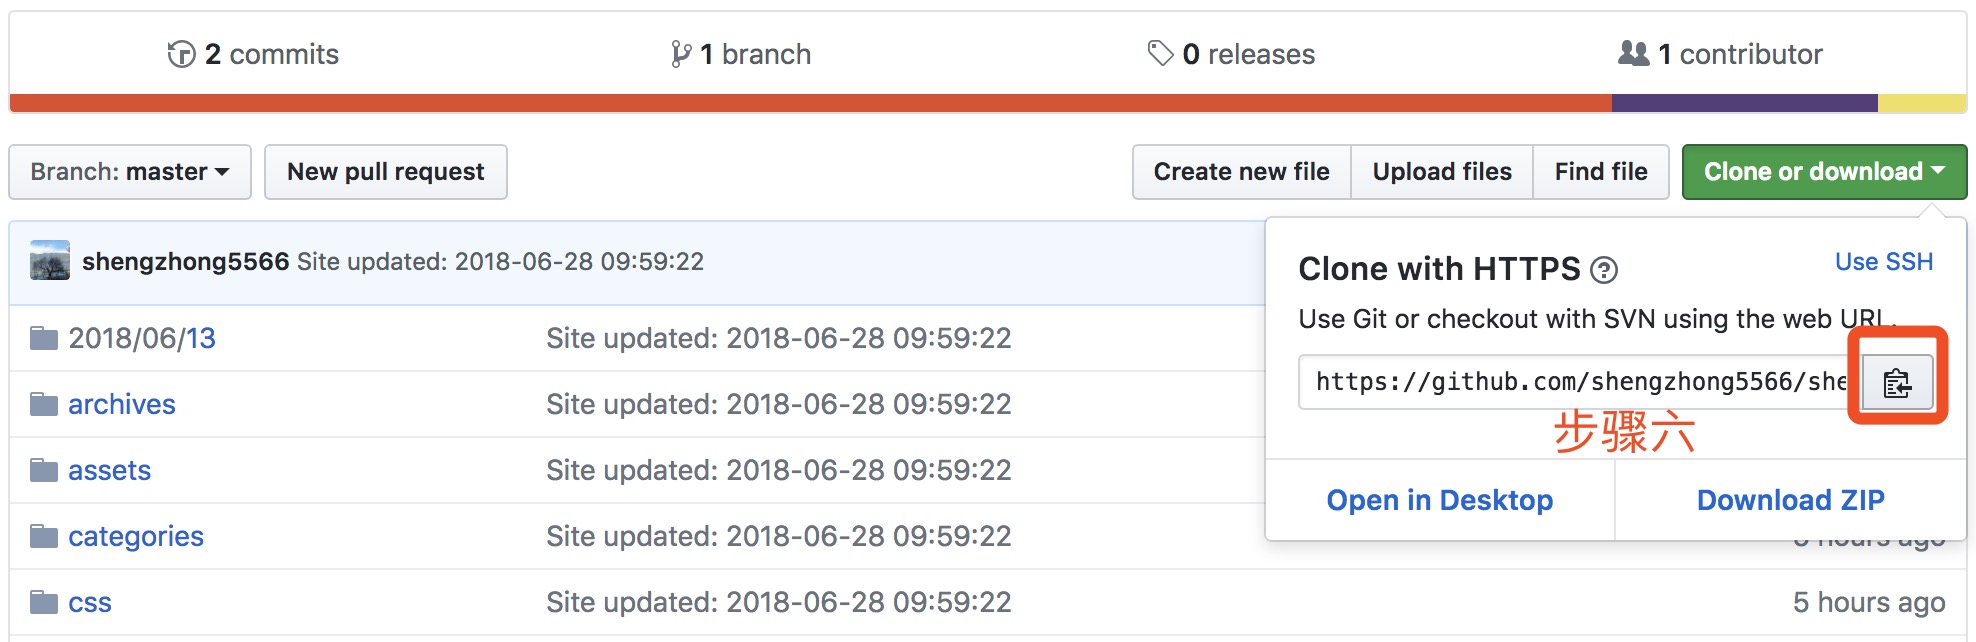 2 commits 1 branch 0 releases 1 contributor
Branch: master New pull request Create new file Upload files Find file Clone or download
shengzhong5566 Site updated: 2018-06-28 09:59:22
Clone with HTTPS Use SSH
Use Git or checkout with SVN using the web URL.
https://github.com/shengzhong5566/she
步骤六
Open in Desktop Download ZIP
2018/06/13 Site updated: 2018-06-28 09:59:22
archives Site updated: 2018-06-28 09:59:22
assets Site updated: 2018-06-28 09:59:22
categories Site updated: 2018-06-28 09:59:22 5 hours ago
css Site updated: 2018-06-28 09:59:22 5 hours ago